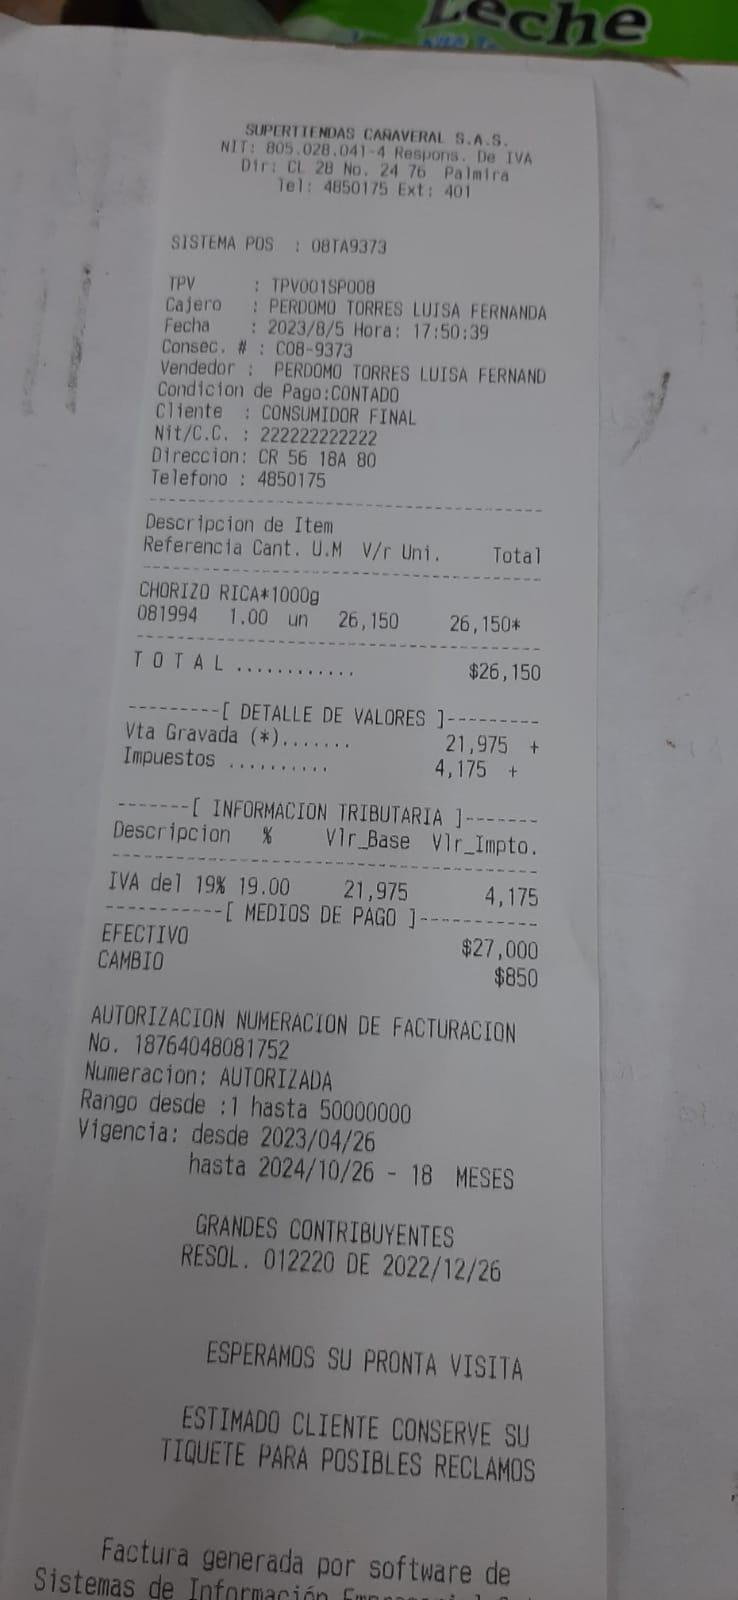 Leche
SUPERTIENDAS CAÑAVERAL S.A.S.
NIT: 805.028.041-4 Respons. De IVA
Dir: CL 28 No. 24 76 Palmira
Tel: 4850175 Ext: 401
SISTEMA POS : 08TA9373
TPV : TPV001SP008
Cajero : PERDOMO TORRES LUISA FERNANDA
Fecha : 2023/8/5 Hora: 17:50:39
Consec. # : C08-9373
Vendedor : PERDOMO TORRES LUISA FERNAND
Condicion de Pago:CONTADO
Cliente : CONSUMIDOR FINAL
Nit/C.C. : 222222222222
Direccion: CR 56 18A 80
Telefono : 4850175
--------------------------------------
Descripcion de Item
Referencia Cant. U.M V/r Uni. Total
--------------------------------------
CHORIZO RICA*1000g
081994 1.00 un 26,150 26,150*
--------------------------------------
T O T A L ............ $26,150
---------[ DETALLE DE VALORES ]---------
Vta Gravada (*)....... 21,975 +
Impuestos .......... 4,175 +
-------[ INFORMACION TRIBUTARIA ]-------
Descripcion % Vlr_Base Vlr_Impto.
--------------------------------------
IVA del 19% 19.00 21,975 4,175
-----------[ MEDIOS DE PAGO ]-----------
EFECTIVO $27,000
CAMBIO $850
AUTORIZACION NUMERACION DE FACTURACION
No. 18764048081752
Numeracion: AUTORIZADA
Rango desde :1 hasta 50000000
Vigencia: desde 2023/04/26
hasta 2024/10/26 - 18 MESES
GRANDES CONTRIBUYENTES
RESOL. 012220 DE 2022/12/26
ESPERAMOS SU PRONTA VISITA
ESTIMADO CLIENTE CONSERVE SU
TIQUETE PARA POSIBLES RECLAMOS
Factura generada por software de
Sistemas de Información